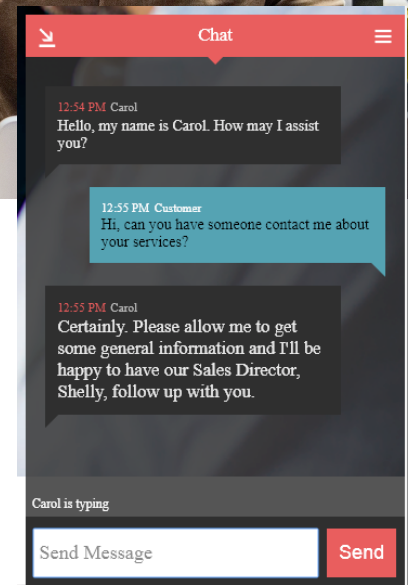 Chat
12:54 PM Carol
Hello, my name is Carol. How may I assist
you?
12:55 PM Customer
Hi, can you have someone contact me about
your services?
12:55 PM Carol
Certainly. Please allow me to get
some general information and I'll be
happy to have our Sales Director,
Shelly, follow up with you.
Carol is typing
Send Message
Send